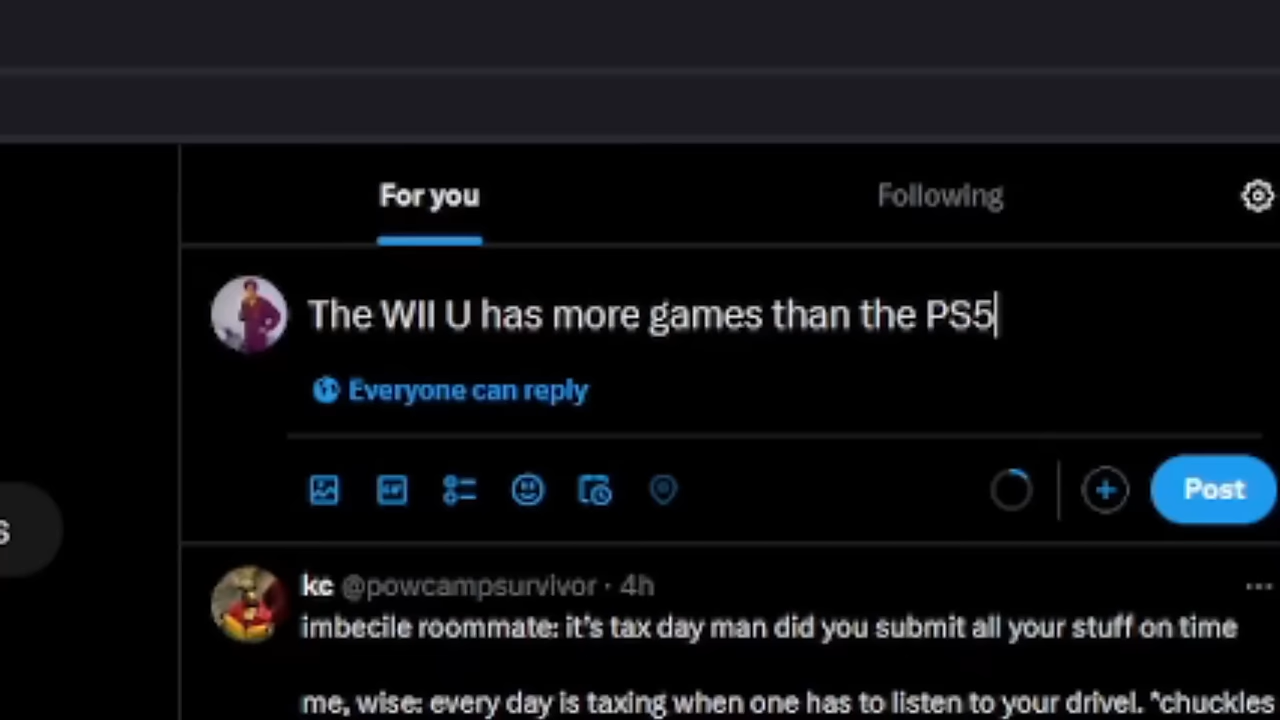 For you
Following
The WII U has more games than the PS5
Everyone can reply
GIF
Post
kc @powcampsurvivor · 4h
imbecile roommate: it's tax day man did you submit all your stuff on time
me, wise: every day is taxing when one has to listen to your drivel. *chuckles